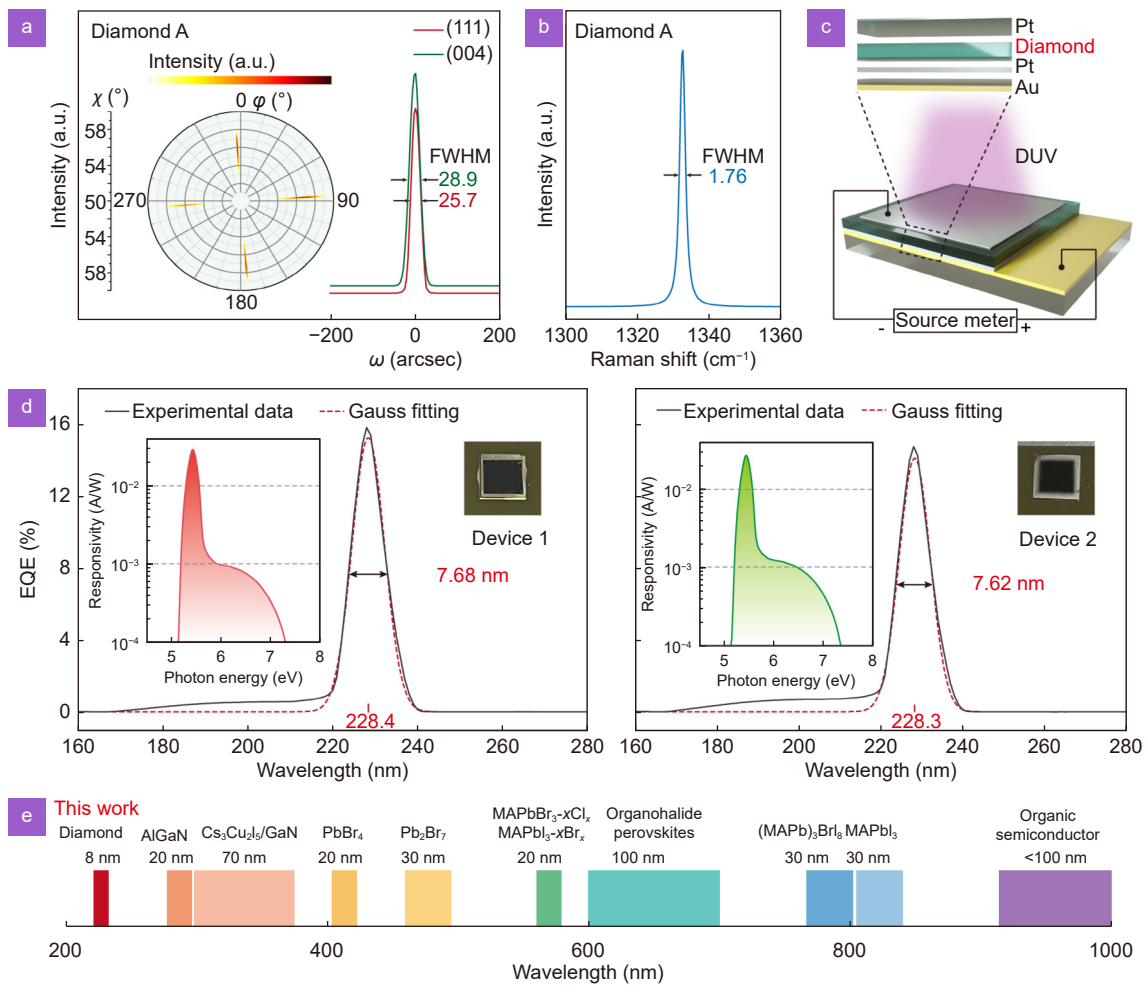 a
Diamond A
(111)
(004)
Intensity (a.u.)
χ (°)
0 φ (°)
58
54
50
54
58
270
90
180
FWHM
28.9
25.7
Intensity (a.u.)
−200 0 200
ω (arcsec)
b
Diamond A
FWHM
1.76
Intensity (a.u.)
1300 1320 1340 1360
Raman shift (cm⁻¹)
c
Pt
Diamond
Pt
Au
DUV
- Source meter +
d
Experimental data Gauss fitting
16
12
8
4
0
EQE (%)
Responsivity (A/W)
10⁻²
10⁻³
10⁻⁴
5 6 7 8
Photon energy (eV)
Device 1
7.68 nm
228.4
160 180 200 220 240 260 280
Wavelength (nm)
Experimental data Gauss fitting
Responsivity (A/W)
10⁻²
10⁻³
10⁻⁴
5 6 7 8
Photon energy (eV)
Device 2
7.62 nm
228.3
160 180 200 220 240 260 280
Wavelength (nm)
e
This work
Diamond
8 nm
AlGaN
20 nm
Cs₃Cu₂I₅/GaN
70 nm
PbBr₄
20 nm
Pb₂Br₇
30 nm
MAPbBr₃-xClₓ
MAPbI₃-xBrₓ
20 nm
Organohalide
perovskites
100 nm
(MAPb)₃BrI₈
30 nm
MAPbI₃
30 nm
Organic
semiconductor
<100 nm
200 400 600 800 1000
Wavelength (nm)